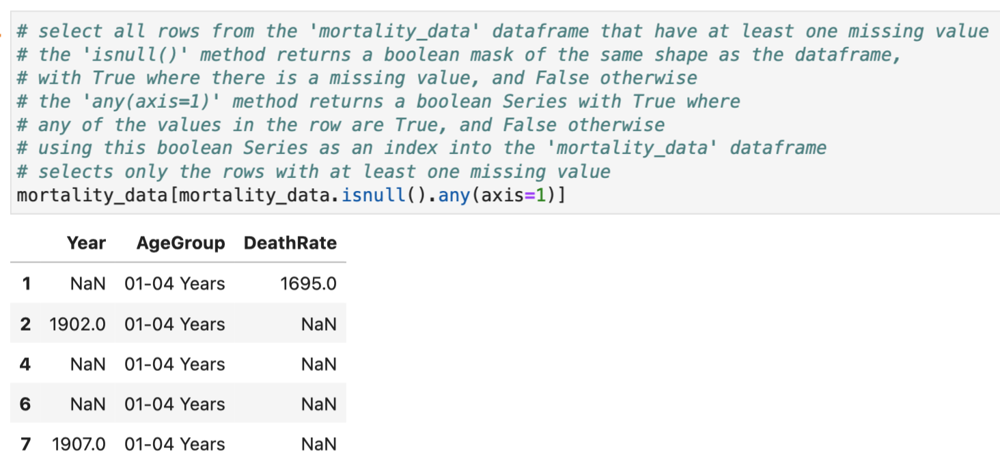 # select all rows from the 'mortality_data' dataframe that have at least one missing value
# the 'isnull()' method returns a boolean mask of the same shape as the dataframe,
# with True where there is a missing value, and False otherwise
# the 'any(axis=1)' method returns a boolean Series with True where
# any of the values in the row are True, and False otherwise
# using this boolean Series as an index into the 'mortality_data' dataframe
# selects only the rows with at least one missing value
mortality_data[mortality_data.isnull().any(axis=1)]
Year AgeGroup DeathRate
1 NaN 01-04 Years 1695.0
2 1902.0 01-04 Years NaN
4 NaN 01-04 Years NaN
6 NaN 01-04 Years NaN
7 1907.0 01-04 Years NaN